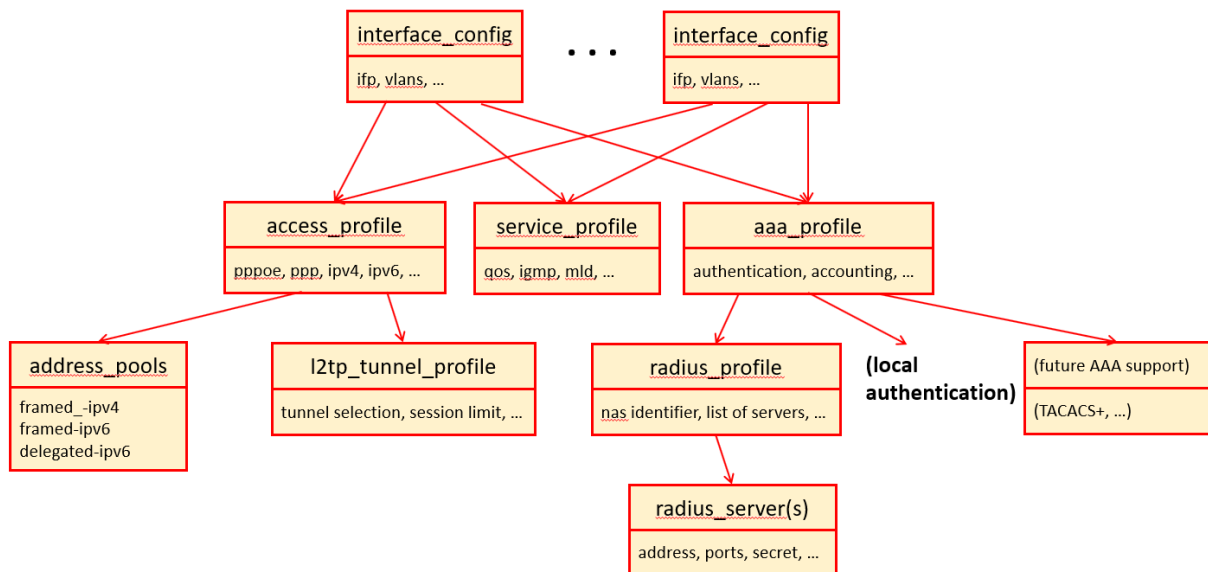 interface_config
. . .
interface_config
ifp, vlans, ...
ifp, vlans, ...
access_profile
service_profile
aaa_profile
pppoe, ppp, ipv4, ipv6, ...
qos, igmp, mld, ...
authentication, accounting, ...
address_pools
l2tp_tunnel_profile
radius_profile
(local
authentication)
(future AAA support)
framed_-ipv4
framed-ipv6
delegated-ipv6
tunnel selection, session limit, ...
nas identifier, list of servers, ...
(TACACS+, ...)
radius_server(s)
address, ports, secret, ...